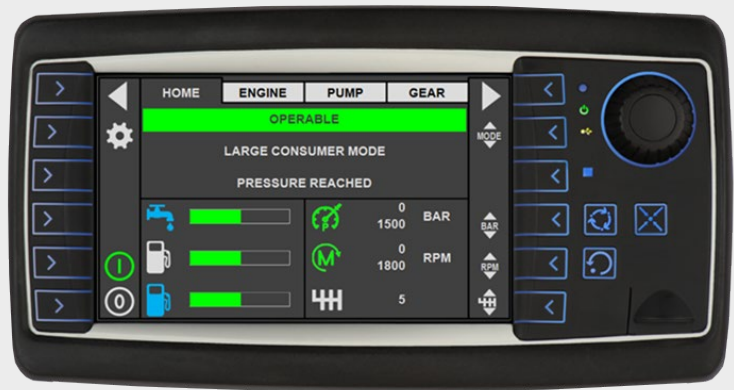 HOME ENGINE PUMP GEAR
OPERABLE
LARGE CONSUMER MODE
MODE
PRESSURE REACHED
0
1500 BAR
BAR
P
0
1800 RPM
M
RPM
5